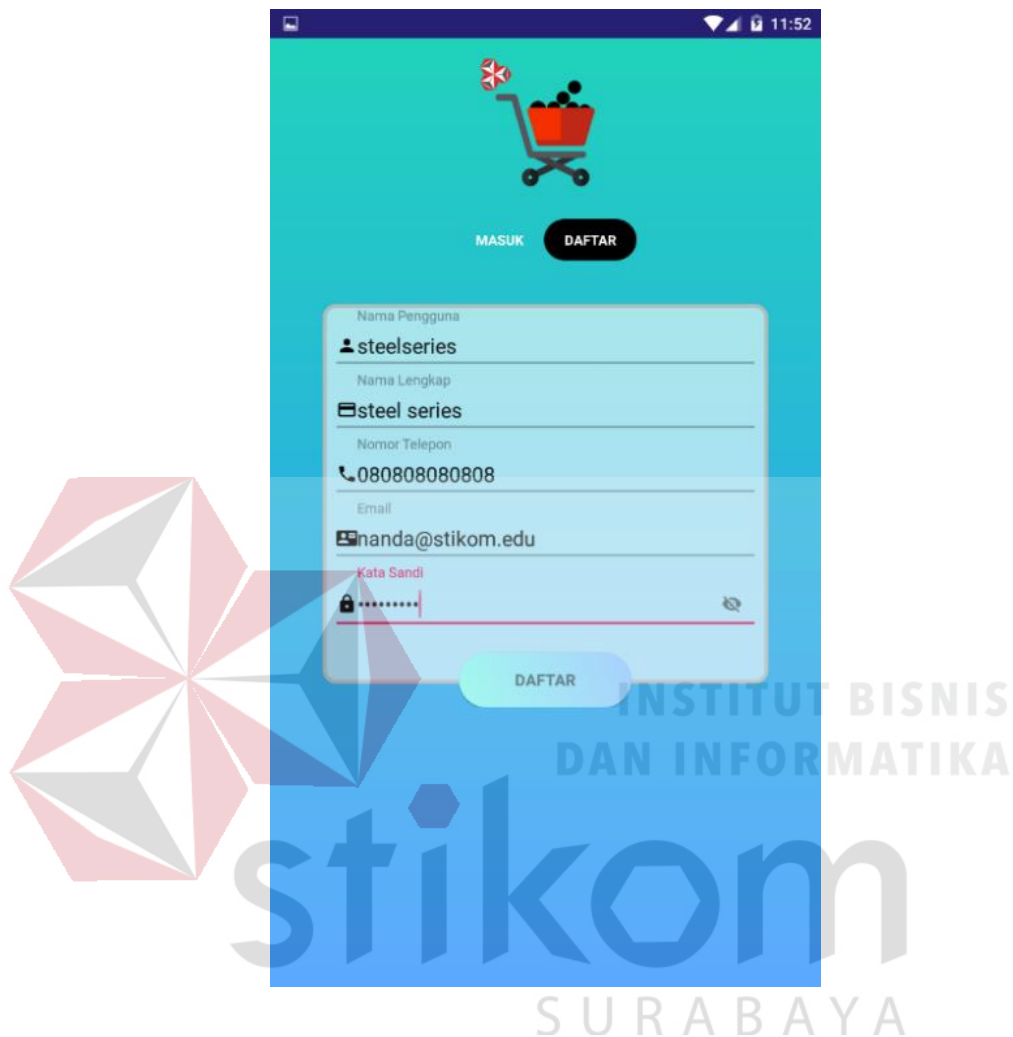 11:52
MASUK DAFTAR
Nama Pengguna
steelseries
Nama Lengkap
steel series
Nomor Telepon
080808080808
Email
nanda@stikom.edu
Kata Sandi
•••••••••
DAFTAR
INSTITUT BISNIS
DAN INFORMATIKA
stikom
SURABAYA